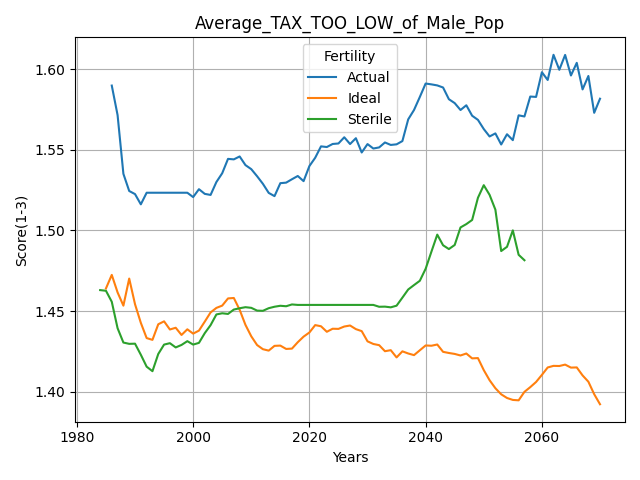 Average_TAX_TOO_LOW_of_Male_Pop
Fertility
Actual
Ideal
Sterile
Score(1-3)
1.60
1.55
1.50
1.45
1.40
1980
2000
2020
2040
2060
Years